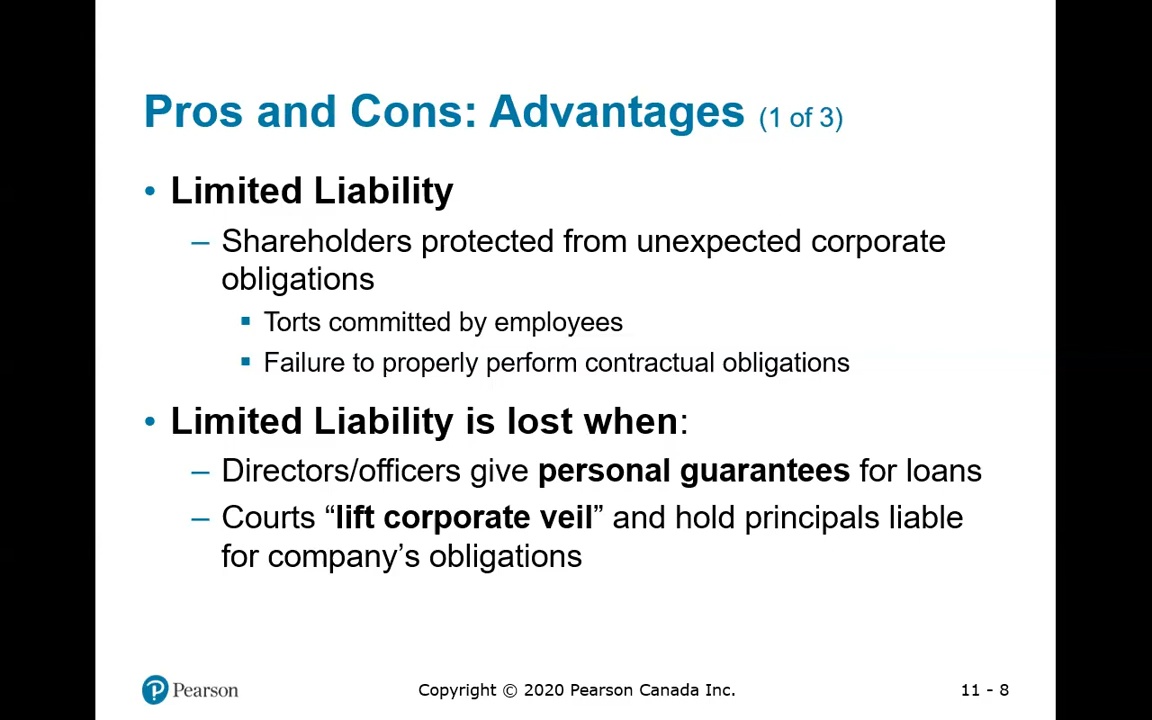 Pros and Cons: Advantages (1 of 3)
• Limited Liability
– Shareholders protected from unexpected corporate
obligations
▪ Torts committed by employees
▪ Failure to properly perform contractual obligations
• Limited Liability is lost when:
– Directors/officers give personal guarantees for loans
– Courts “lift corporate veil” and hold principals liable
for company’s obligations
Pearson
Copyright © 2020 Pearson Canada Inc.
11 - 8